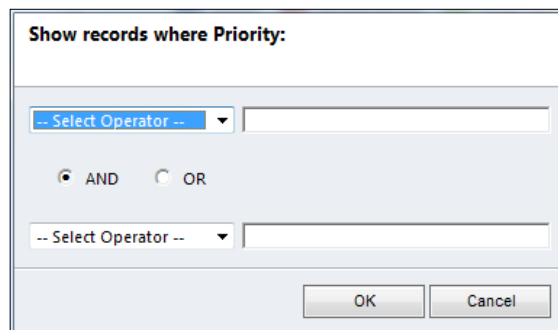 Show records where Priority:
-- Select Operator --
AND OR
-- Select Operator --
OK Cancel